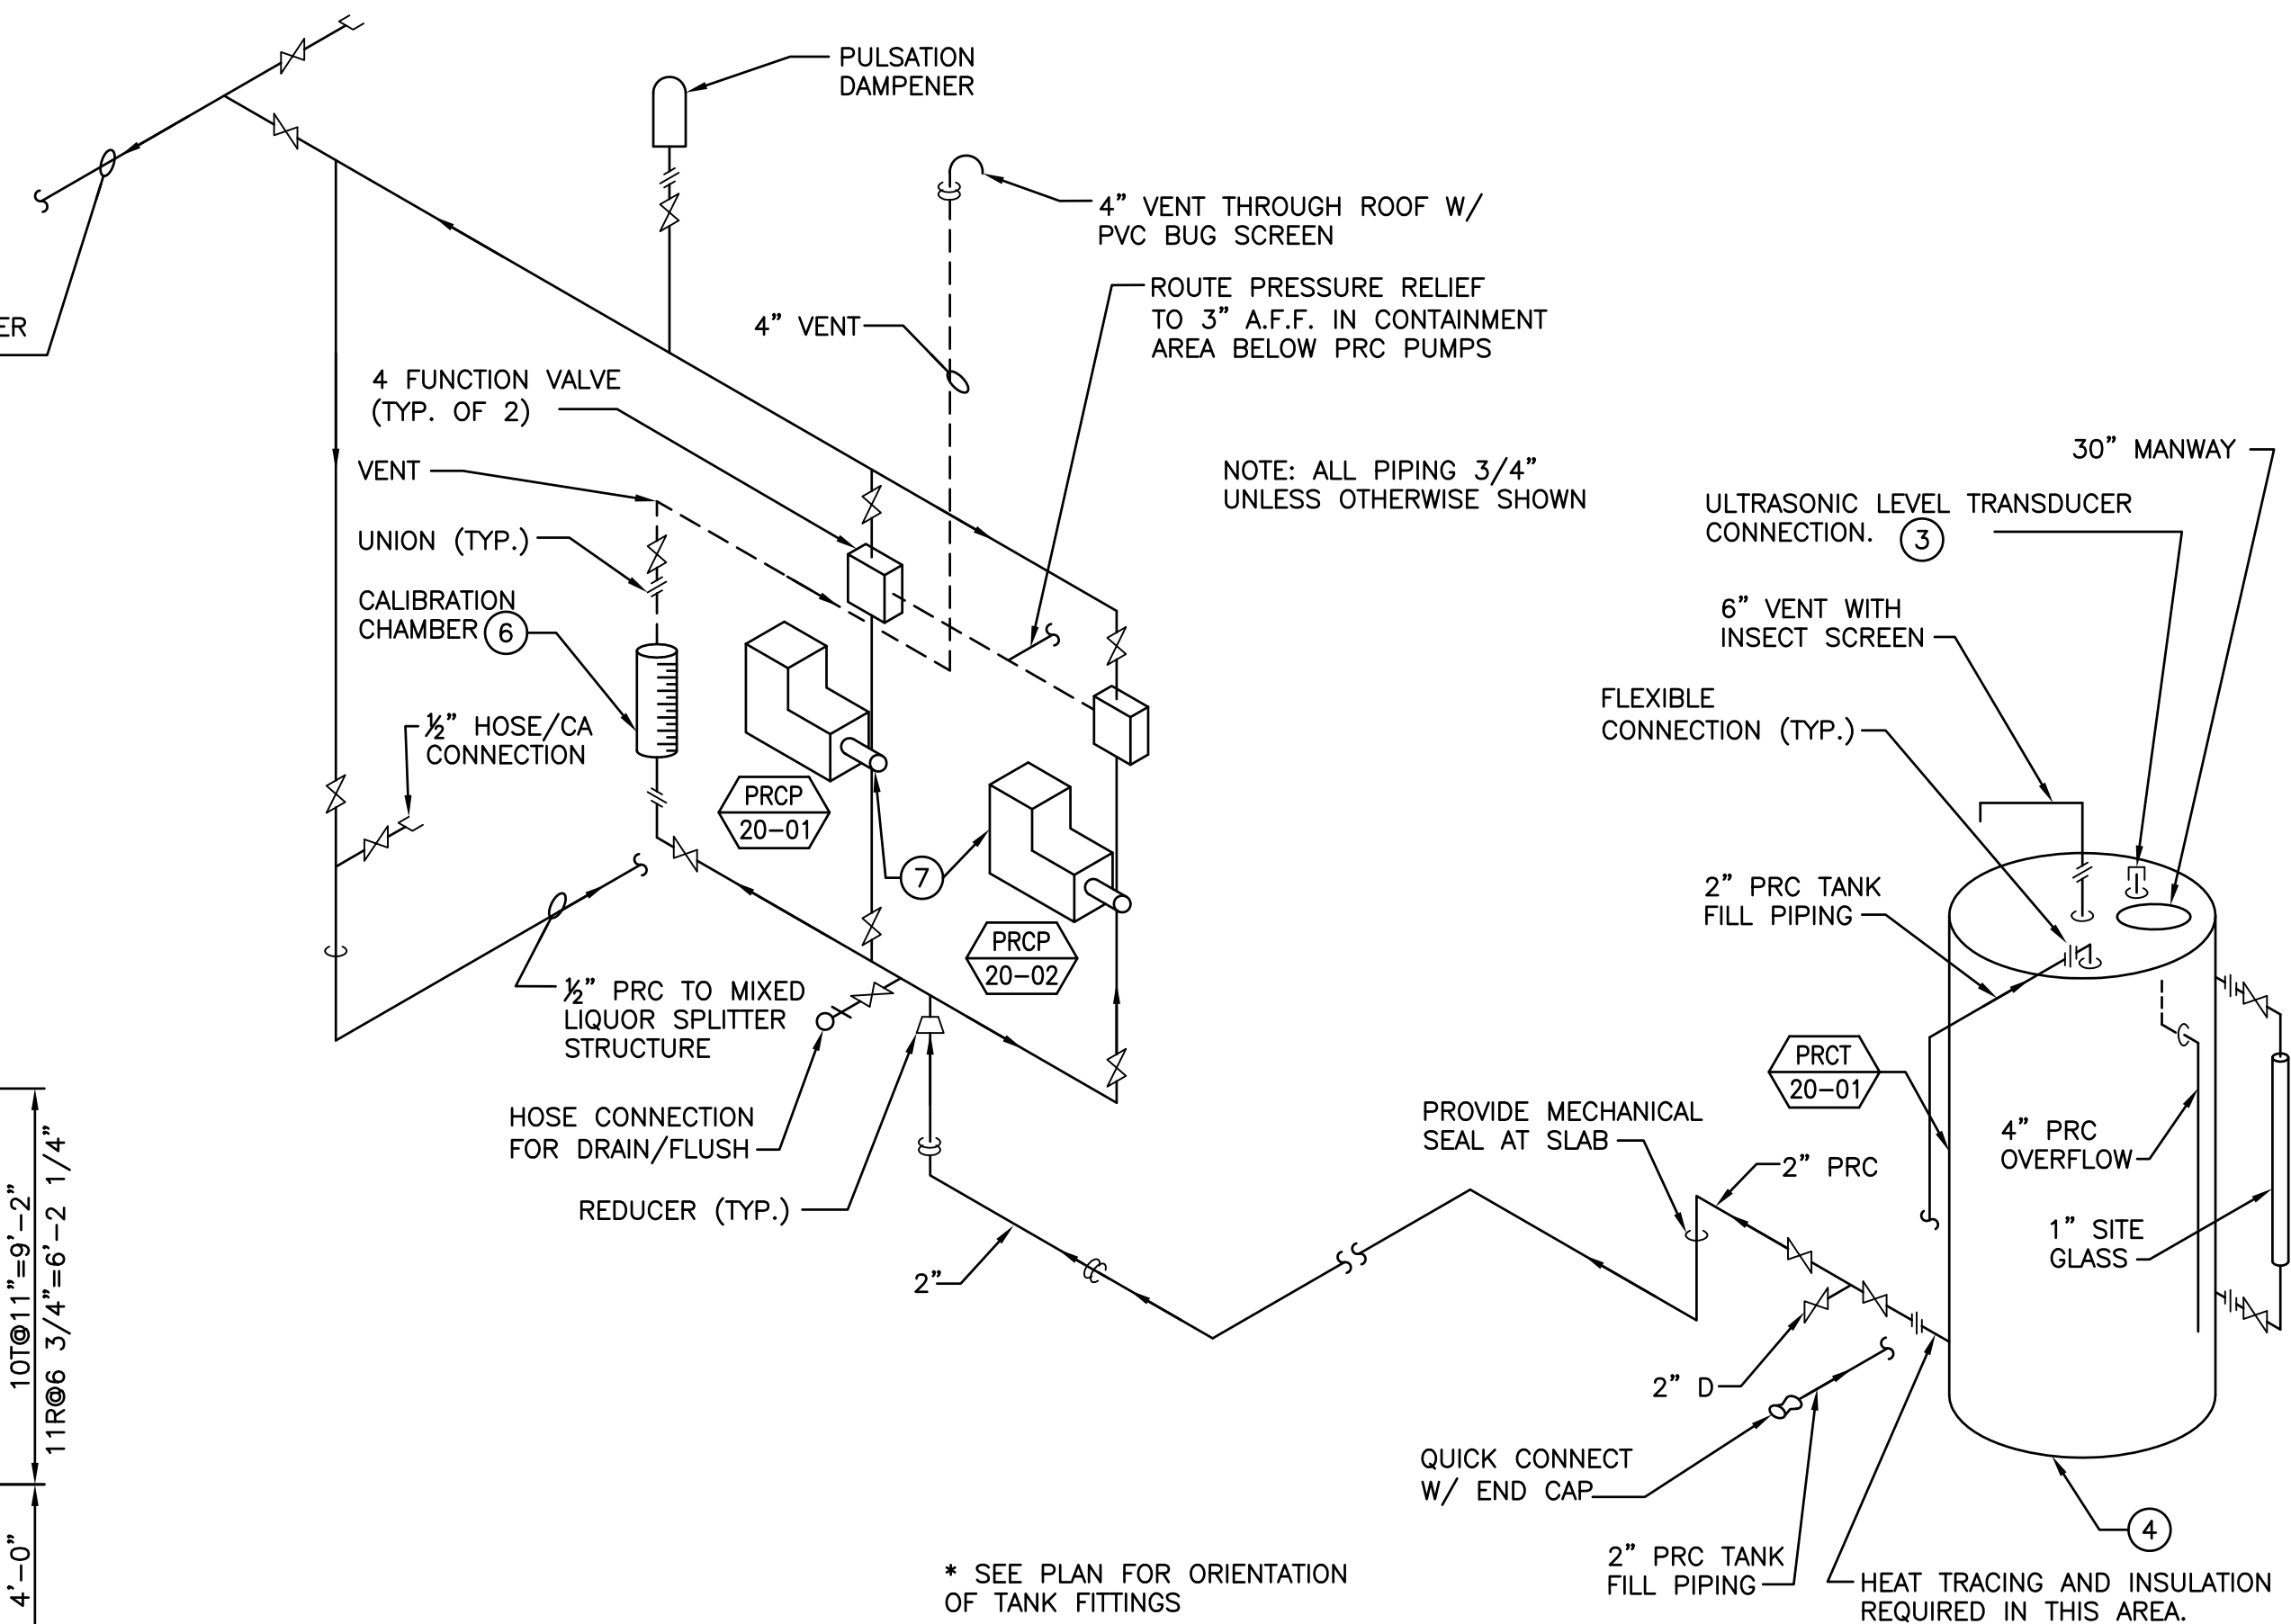 PULSATION
DAMPENER
4" VENT THROUGH ROOF W/
PVC BUG SCREEN
ROUTE PRESSURE RELIEF
TO 3" A.F.F. IN CONTAINMENT
AREA BELOW PRC PUMPS
ER
4" VENT
4 FUNCTION VALVE
(TYP. OF 2)
VENT
NOTE: ALL PIPING 3/4"
UNLESS OTHERWISE SHOWN
UNION (TYP.)
CALIBRATION
CHAMBER 6
½" HOSE/CA
CONNECTION
PRCP
20-01
7
PRCP
20-02
½" PRC TO MIXED
LIQUOR SPLITTER
STRUCTURE
HOSE CONNECTION
FOR DRAIN/FLUSH
REDUCER (TYP.)
2"
30" MANWAY
ULTRASONIC LEVEL TRANSDUCER
CONNECTION. 3
6" VENT WITH
INSECT SCREEN
FLEXIBLE
CONNECTION (TYP.)
2" PRC TANK
FILL PIPING
PRCT
20-01
4" PRC
OVERFLOW
1" SITE
GLASS
PROVIDE MECHANICAL
SEAL AT SLAB
2" PRC
2" D
QUICK CONNECT
W/ END CAP
2" PRC TANK
FILL PIPING
4
HEAT TRACING AND INSULATION
REQUIRED IN THIS AREA.
* SEE PLAN FOR ORIENTATION
OF TANK FITTINGS
10T@11"=9'-2"
11R@6 3/4"=6'-2 1/4"
4'-0"